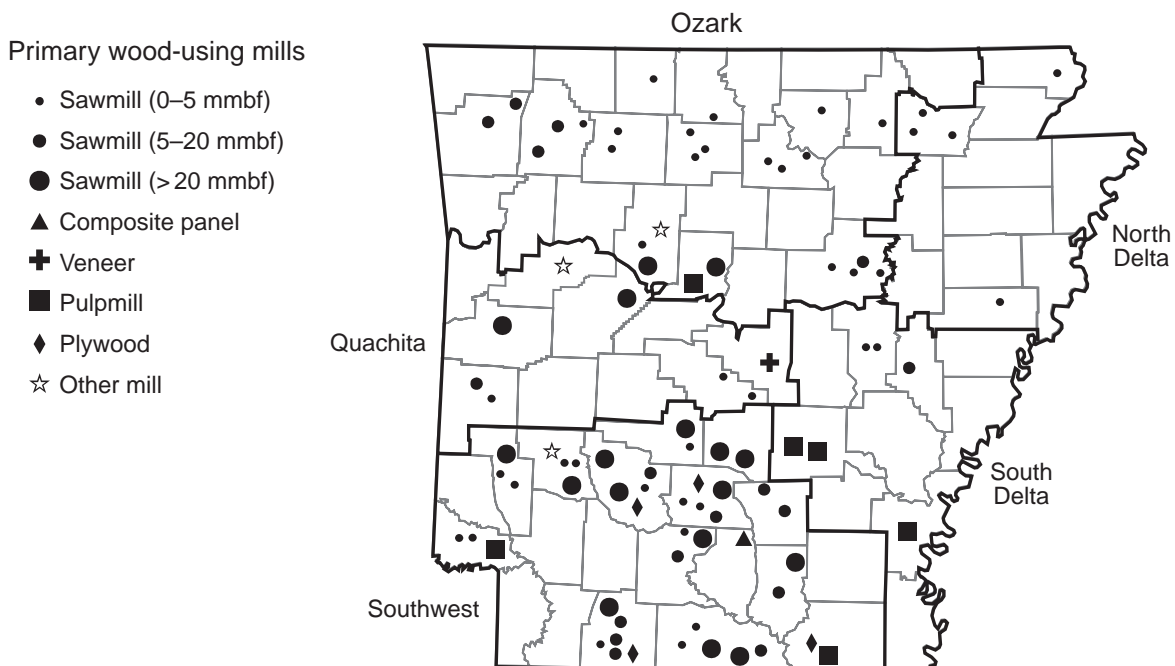 Ozark
Primary wood-using mills
Sawmill (0–5 mmbf)
Sawmill (5–20 mmbf)
Sawmill (> 20 mmbf)
Composite panel
Veneer
Pulpmill
Plywood
Other mill
North
Delta
Quachita
South
Delta
Southwest